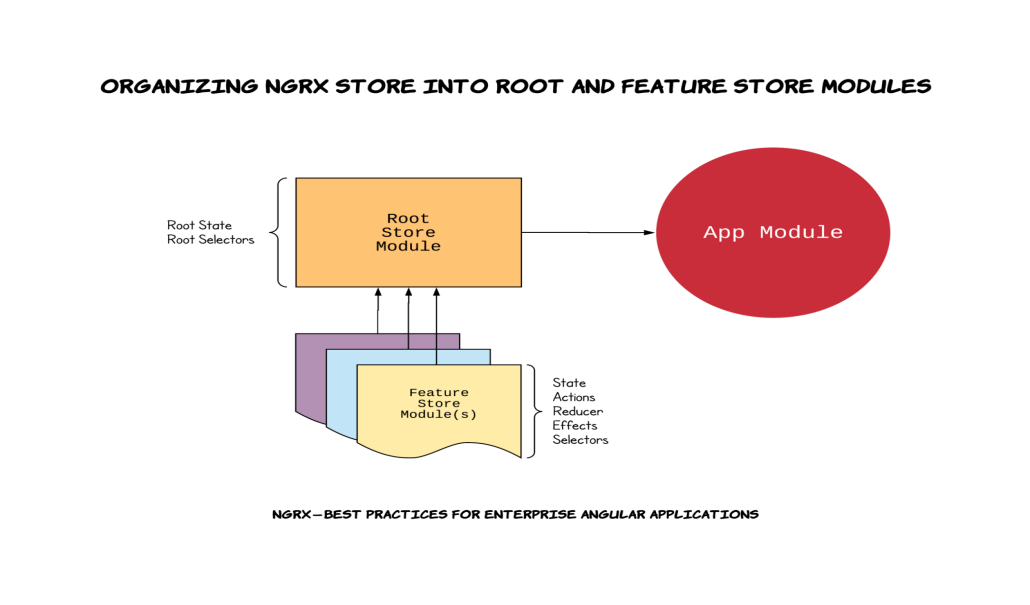 ORGANIZING NGRX STORE INTO ROOT AND FEATURE STORE MODULES
Root State
Root Selectors
Root
Store
Module
App Module
Feature
Store
Module(s)
State
Actions
Reducer
Effects
Selectors
NGRX—BEST PRACTICES FOR ENTERPRISE ANGULAR APPLICATIONS